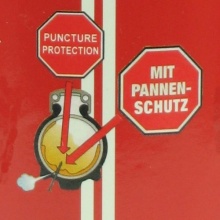 PUNCTURE
PROTECTION
MIT
PANNEN-
SCHUTZ